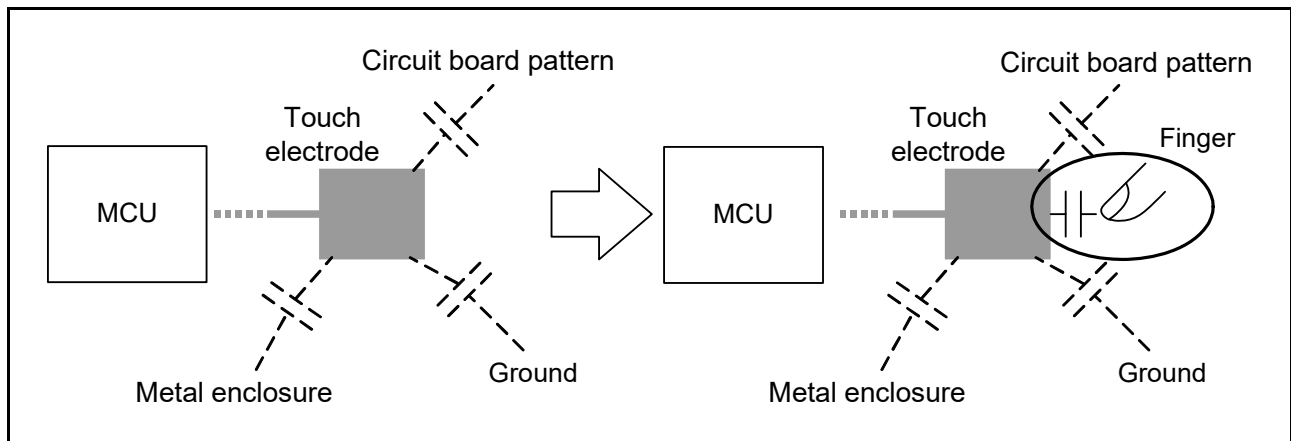 Circuit board pattern
Touch
electrode
MCU
Metal enclosure
Ground
Circuit board pattern
Touch
electrode
Finger
MCU
Metal enclosure
Ground